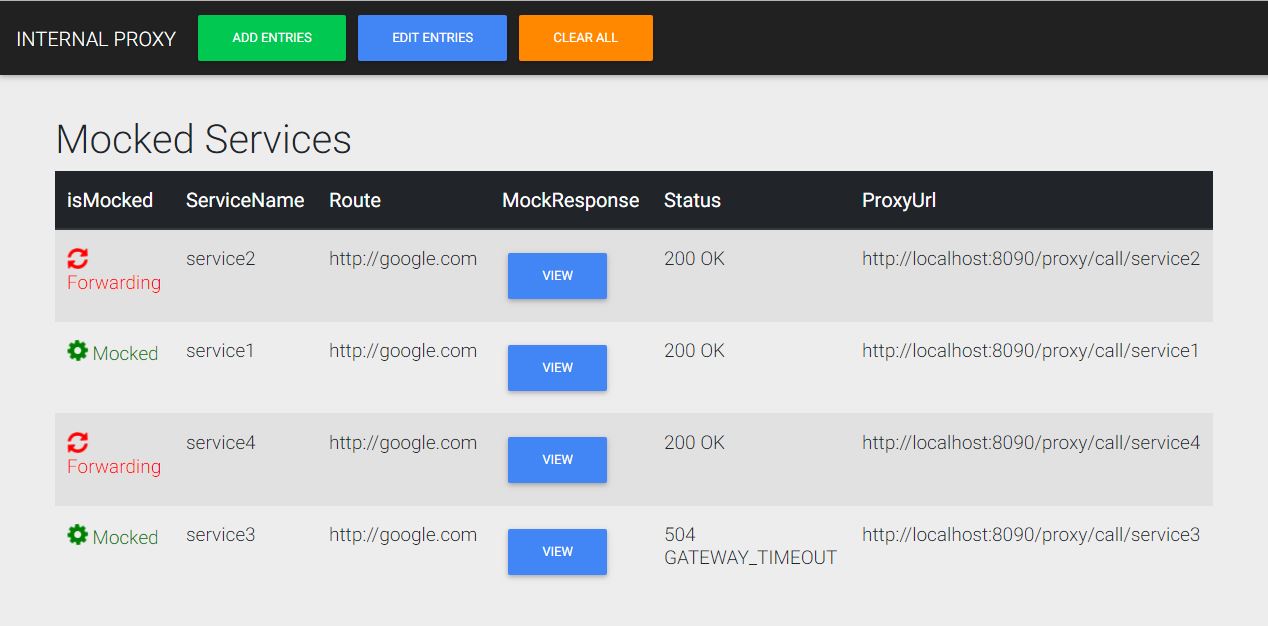 INTERNAL PROXY ADD ENTRIES EDIT ENTRIES CLEAR ALL
Mocked Services
isMocked ServiceName Route MockResponse Status ProxyUrl
service2 http://google.com 200 OK http://localhost:8090/proxy/call/service2
Forwarding VIEW
Mocked service1 http://google.com 200 OK http://localhost:8090/proxy/call/service1
VIEW
service4 http://google.com 200 OK http://localhost:8090/proxy/call/service4
Forwarding VIEW
Mocked service3 http://google.com 504 http://localhost:8090/proxy/call/service3
VIEW GATEWAY_TIMEOUT